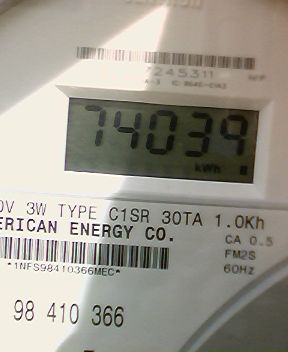 7245311
74039
kWh
0V 3W TYPE C1SR 30TA 1.0Kh
ERICAN ENERGY CO.
CA 0.5
*1NFS98410366MEC*
FM2S
60HZ
98 410 366